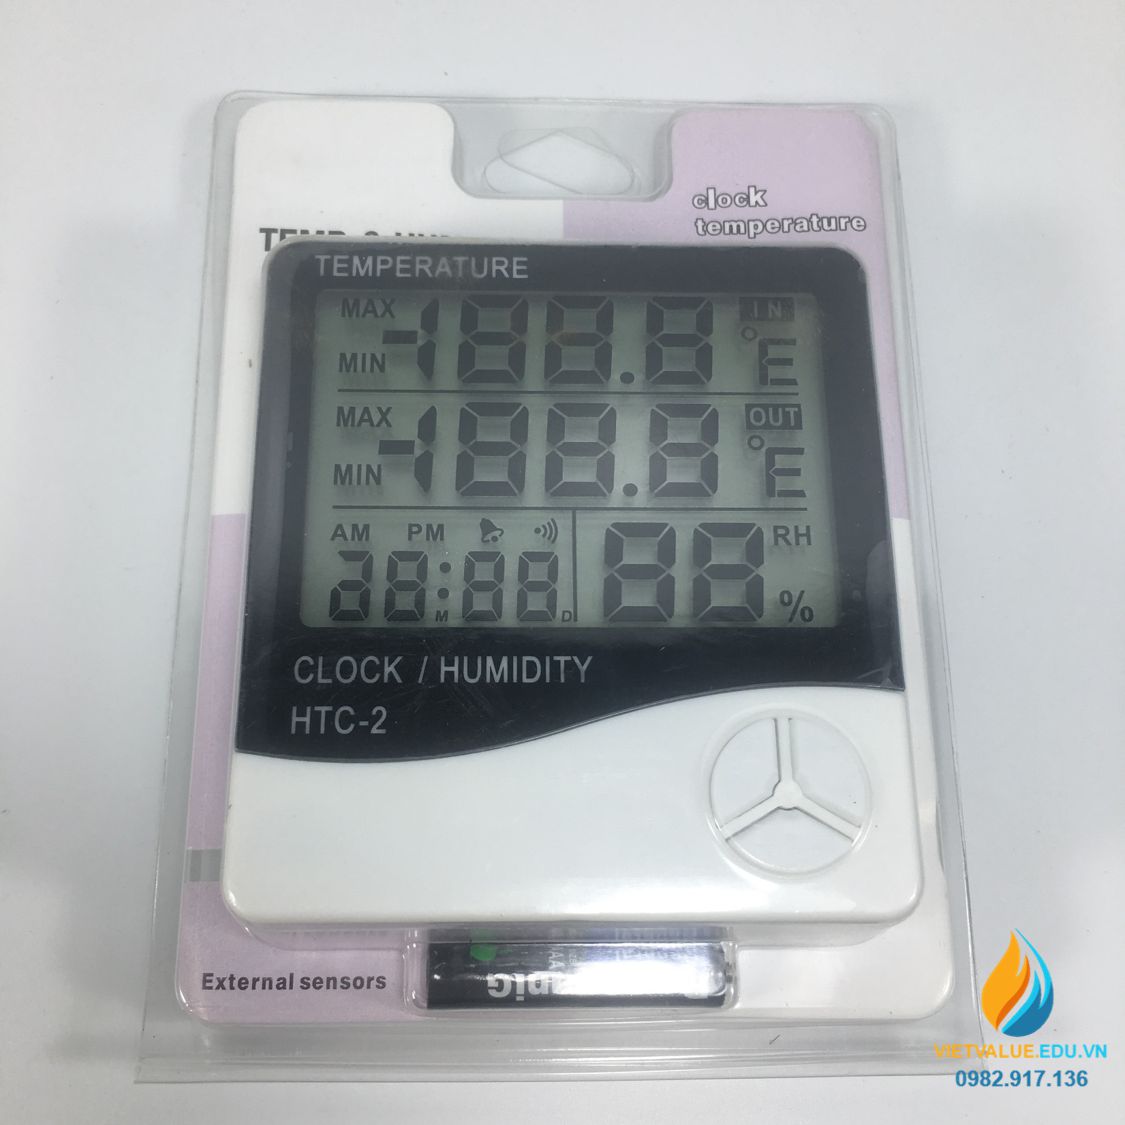 clock
temperature
TEMPERATURE
MAX -188.8 IN
MIN °E
MAX -188.8 OUT
MIN °E
AM PM RH
28:88 88
M D %
CLOCK / HUMIDITY
HTC-2
External sensors
VIETVALUE.EDU.VN
0982.917.136